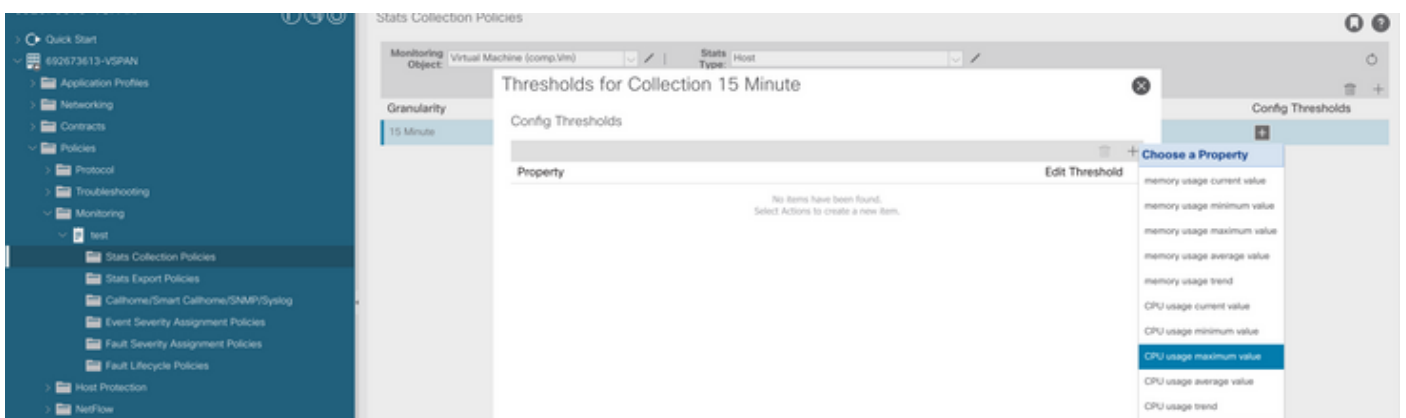 Stats Collection Policies
Quick Start
692673613-VSPAN
Application Profiles
Networking
Contracts
Policies
Protocol
Troubleshooting
Monitoring
test
Stats Collection Policies
Stats Export Policies
Callhome/Smart Callhome/SNMP/Syslog
Event Severity Assignment Policies
Fault Severity Assignment Policies
Fault Lifecycle Policies
Host Protection
NetFlow
Monitoring Object: Virtual Machine (comp.Vm)
Stats Type: Host
Granularity
Config Thresholds
15 Minute
Thresholds for Collection 15 Minute
Config Thresholds
Property
Edit Threshold
No items have been found.
Select Actions to create a new item.
Choose a Property
memory usage current value
memory usage minimum value
memory usage maximum value
memory usage average value
memory usage trend
CPU usage current value
CPU usage minimum value
CPU usage maximum value
CPU usage average value
CPU usage trend